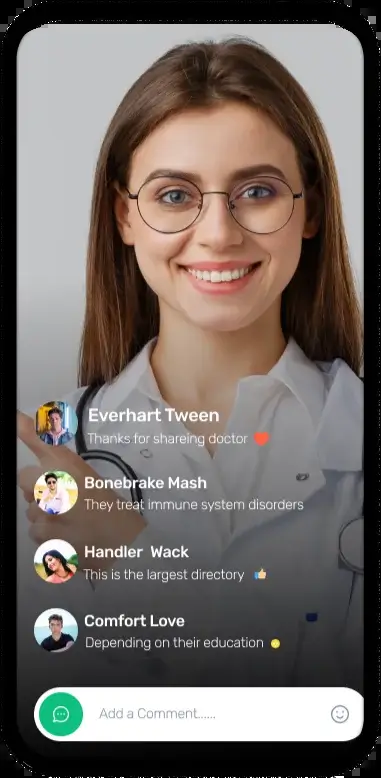 Everhart Tween
Thanks for shareing doctor
Bonebrake Mash
They treat immune system disorders
Handler Wack
This is the largest directory
Comfort Love
Depending on their education
Add a Comment......